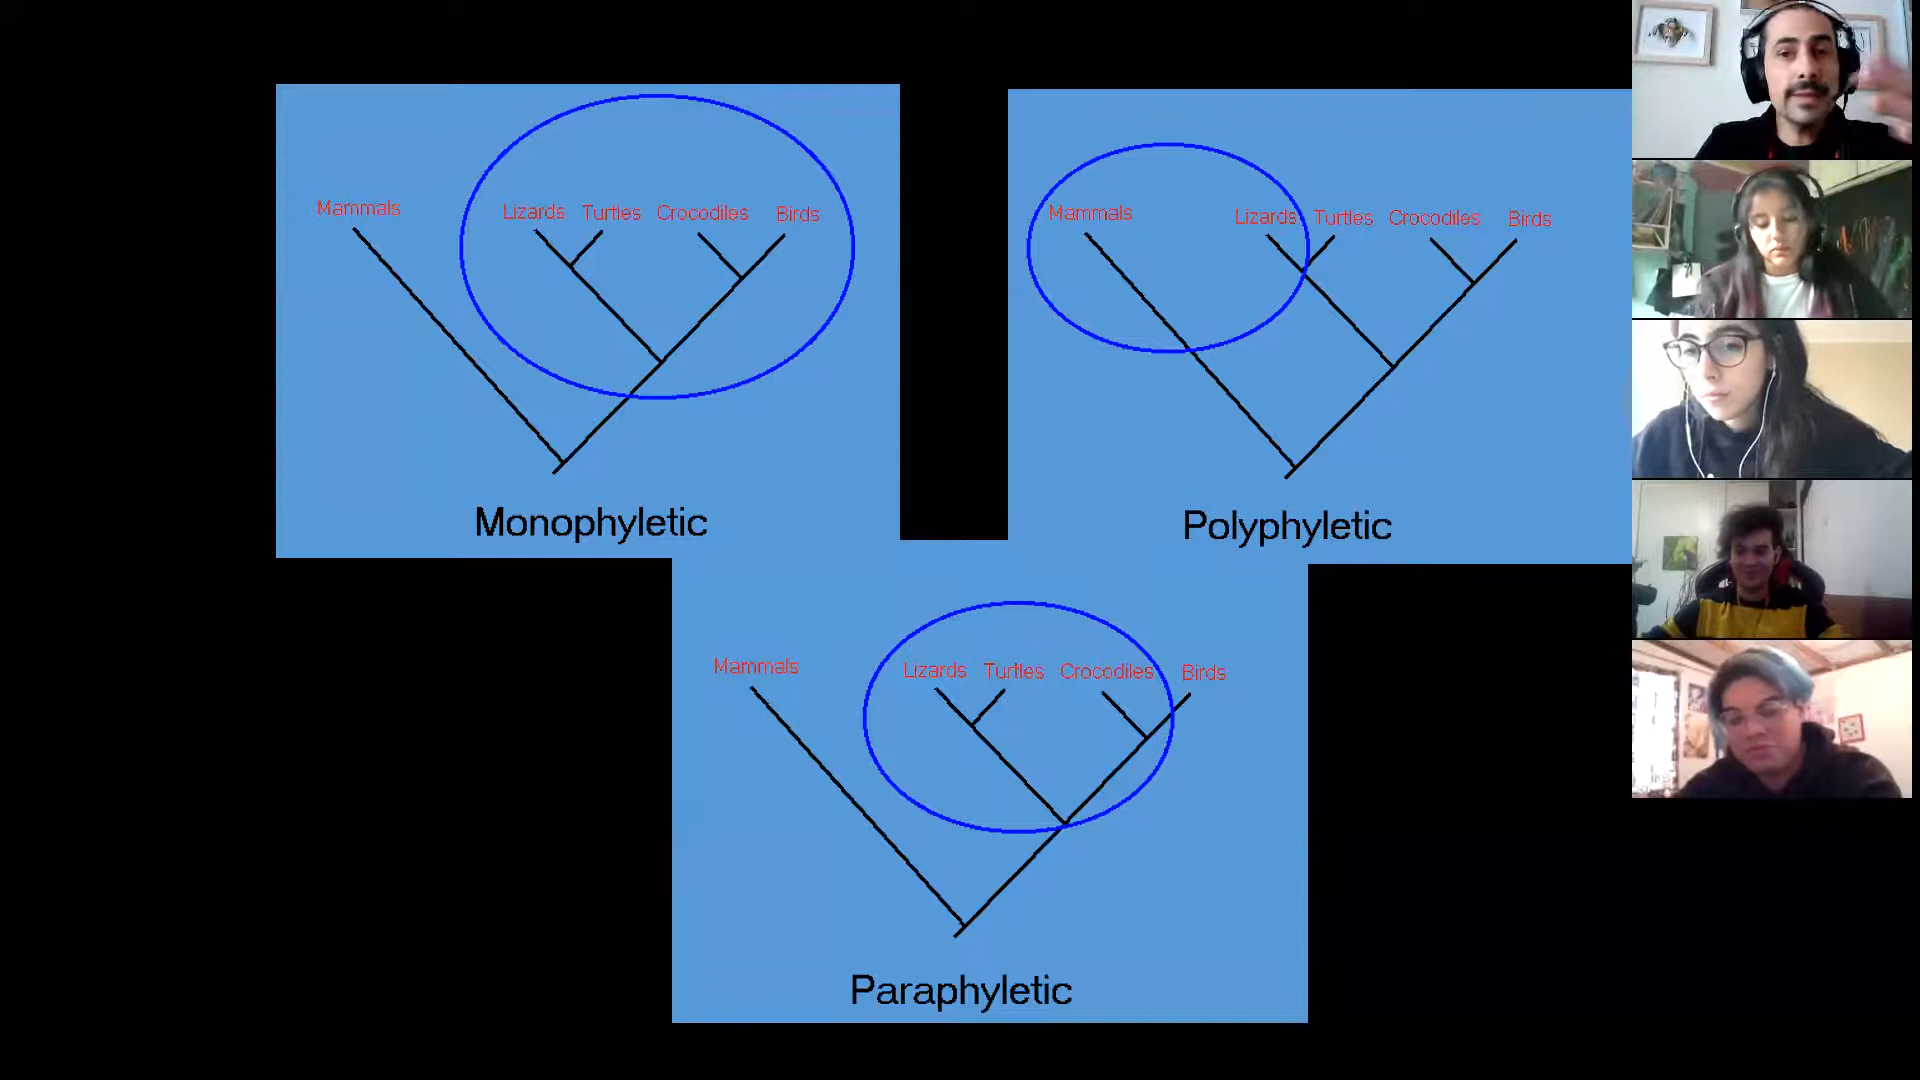 Mammals
Lizards Turtles Crocodiles Birds
Monophyletic
Mammals
Lizards Turtles Crocodiles Birds
Polyphyletic
Mammals
Lizards Turtles Crocodiles Birds
Paraphyletic